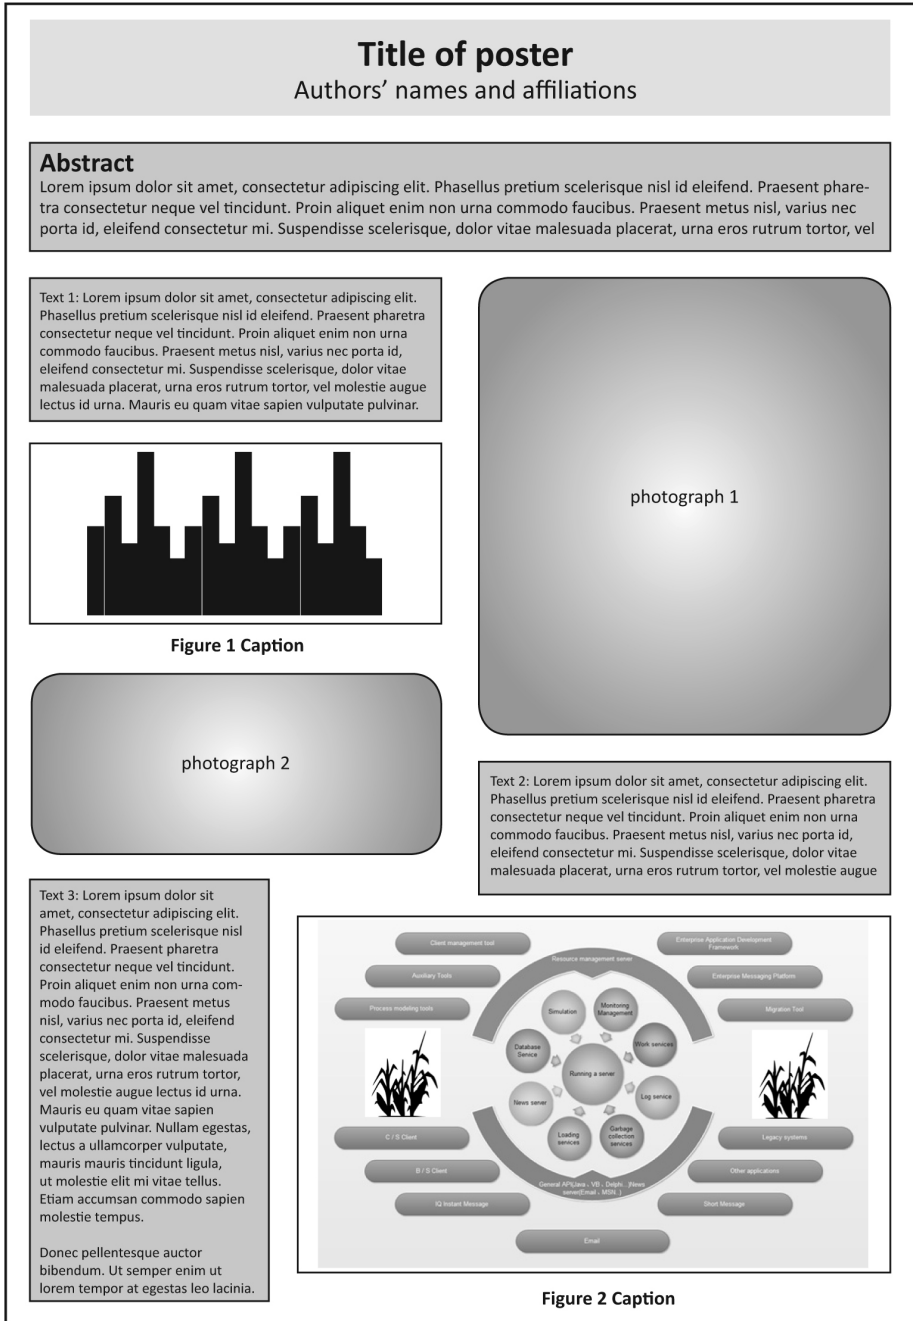 Title of poster
Authors’ names and affiliations
Abstract
Lorem ipsum dolor sit amet, consectetur adipiscing elit. Phasellus pretium scelerisque nisl id eleifend. Praesent phare-
tra consectetur neque vel tincidunt. Proin aliquet enim non urna commodo faucibus. Praesent metus nisl, varius nec
porta id, eleifend consectetur mi. Suspendisse scelerisque, dolor vitae malesuada placerat, urna eros rutrum tortor, vel
Text 1: Lorem ipsum dolor sit amet, consectetur adipiscing elit.
Phasellus pretium scelerisque nisl id eleifend. Praesent pharetra
consectetur neque vel tincidunt. Proin aliquet enim non urna
commodo faucibus. Praesent metus nisl, varius nec porta id,
eleifend consectetur mi. Suspendisse scelerisque, dolor vitae
malesuada placerat, urna eros rutrum tortor, vel molestie augue
lectus id urna. Mauris eu quam vitae sapien vulputate pulvinar.
Figure 1 Caption
photograph 1
photograph 2
Text 2: Lorem ipsum dolor sit amet, consectetur adipiscing elit.
Phasellus pretium scelerisque nisl id eleifend. Praesent pharetra
consectetur neque vel tincidunt. Proin aliquet enim non urna
commodo faucibus. Praesent metus nisl, varius nec porta id,
eleifend consectetur mi. Suspendisse scelerisque, dolor vitae
malesuada placerat, urna eros rutrum tortor, vel molestie augue
Text 3: Lorem ipsum dolor sit
amet, consectetur adipiscing elit.
Phasellus pretium scelerisque nisl
id eleifend. Praesent pharetra
consectetur neque vel tincidunt.
Proin aliquet enim non urna com-
modo faucibus. Praesent metus
nisl, varius nec porta id, eleifend
consectetur mi. Suspendisse
scelerisque, dolor vitae malesuada
placerat, urna eros rutrum tortor,
vel molestie augue lectus id urna.
Mauris eu quam vitae sapien
vulputate pulvinar. Nullam egestas,
lectus a ullamcorper vulputate,
mauris mauris tincidunt ligula,
ut molestie elit mi vitae tellus.
Etiam accumsan commodo sapien
molestie tempus.
Donec pellentesque auctor
bibendum. Ut semper enim ut
lorem tempor at egestas leo lacinia.
Client management tool
Auxiliary Tools
Process modeling tools
Resource management server
Enterprise Application Development
Framework
Enterprise Messaging Platform
Migration Tool
Simulation
Monitoring
Management
Database
Service
Work services
Running a server
News server
Log service
Loading
services
Garbage
collection
services
C / S Client
B / S Client
IQ Instant Message
General API(Java、VB、Delphi...)News
server(Email、MSN..)
Legacy systems
Other applications
Short Message
Email
Figure 2 Caption